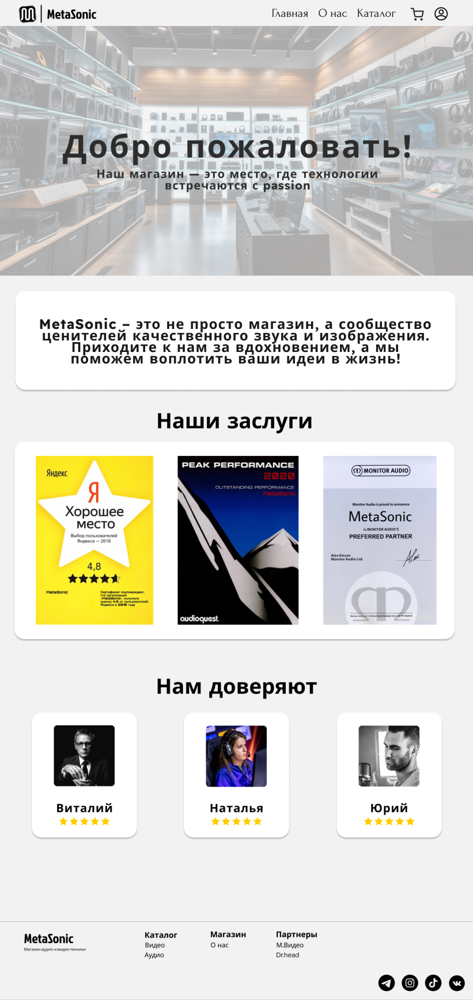 MetaSonic
Главная О нас Каталог
Добро пожаловать!
Наш магазин — это место, где технологии
встречаются с passion
MetaSonic – это не просто магазин, а сообщество
ценителей качественного звука и изображения.
Приходите к нам за вдохновением, а мы
поможем воплотить ваши идеи в жизнь!
Наши заслуги
Яндекс
Я
Хорошее
место
Выбор пользователей
Яндекса — 2018
4,8
MetaSonic
Сертификат подтверждает,
что организация
«MetaSonic» получила
оценку 4,8 от пользователей
Яндекса в 2018 году
PEAK PERFORMANCE
2020
OUTSTANDING PERFORMANCE
MetaSonic
audioquest
MONITOR AUDIO
Monitor Audio is proud to announce
MetaSonic
is MONITOR AUDIO'S
PREFERRED PARTNER
Alex Emson
Monitor Audio Ltd.
Нам доверяют
Виталий
Наталья
Юрий
MetaSonic
Магазин аудио- и видео-техники
Каталог
Видео
Аудио
Магазин
О нас
Партнеры
М.Видео
Dr.head